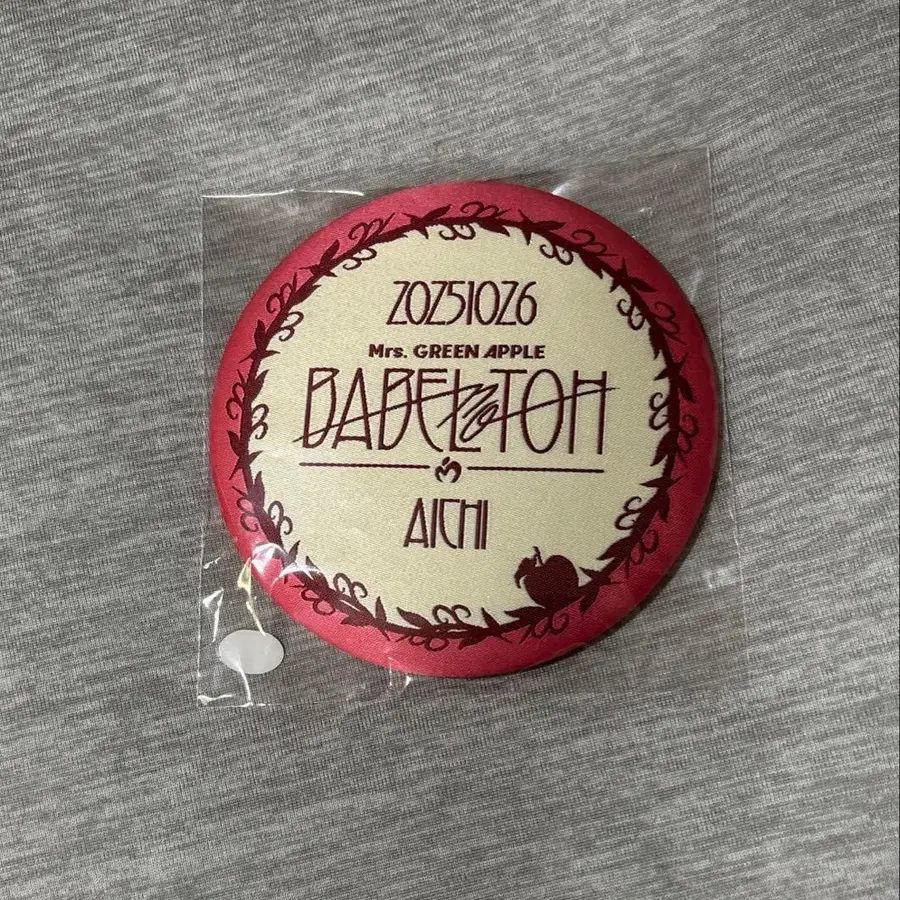 20251026
Mrs. GREEN APPLE
BABEL no TOH
AICHI